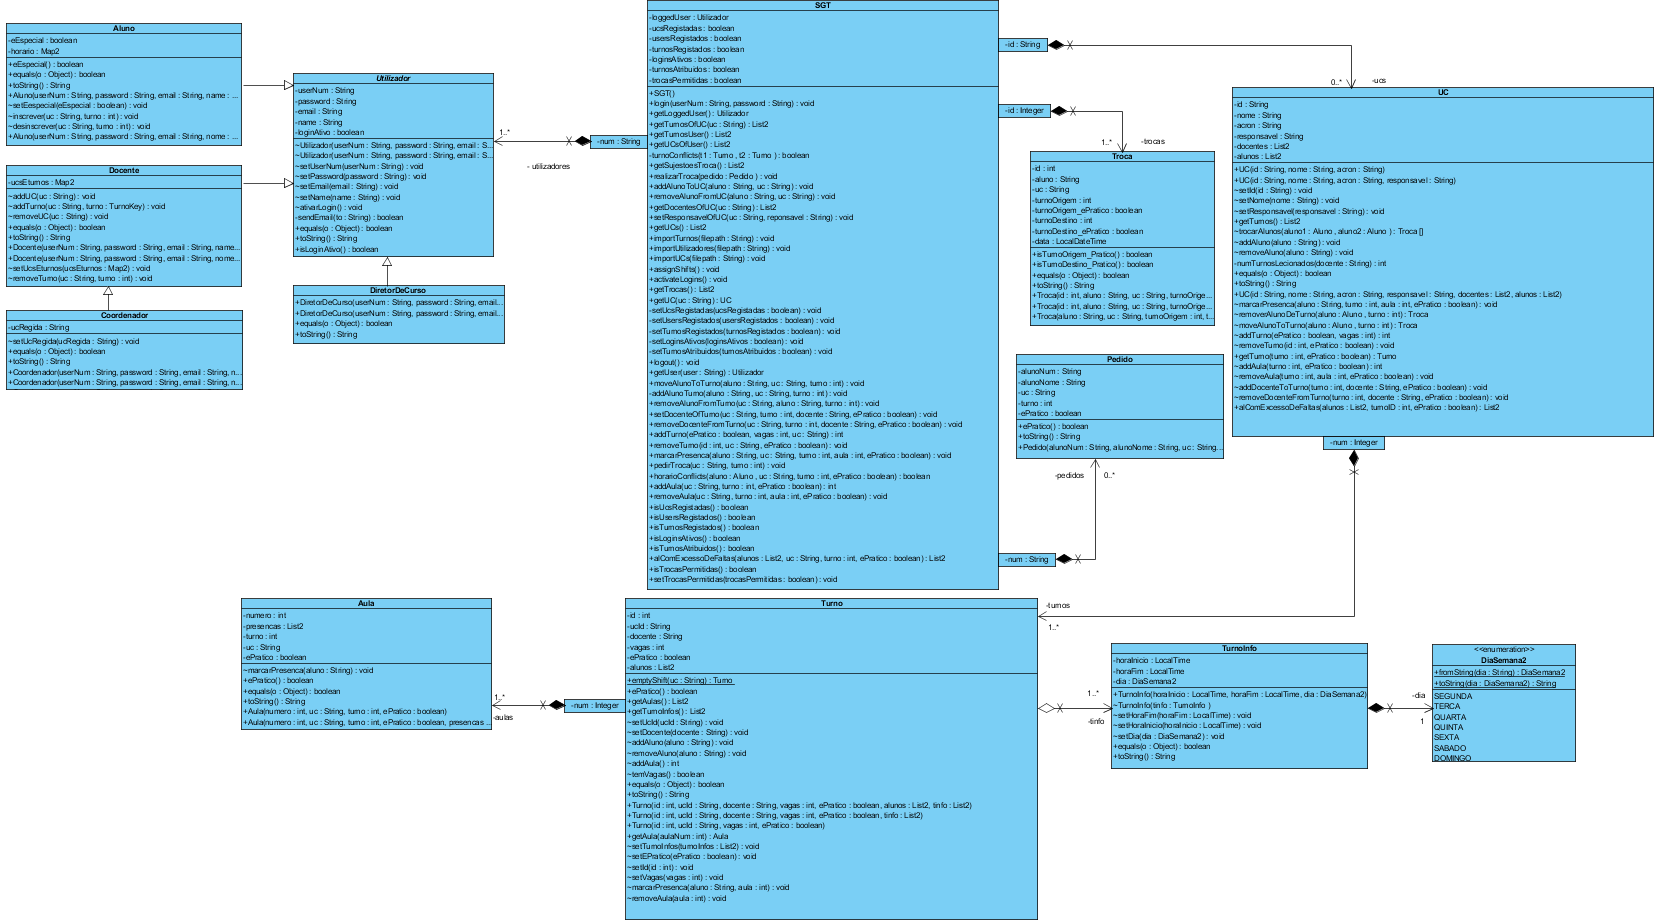 Aluno
-eEspecial : boolean
-horario : Map2
+eEspecial() : boolean
+equals(o : Object) : boolean
+toString() : String
+Aluno(userNum : String, password : String, email : String, name : ...
~setEespecial(eEspecial : boolean) : void
~inscrever(uc : String, turno : int) : void
~desinscrever(uc : String, turno : int) : void
+Aluno(userNum : String, password : String, email : String, nome : ...
Docente
-ucsEturnos : Map2
~addUC(uc : String) : void
~addTurno(uc : String, turno : TurnoKey) : void
~removeUC(uc : String) : void
+equals(o : Object) : boolean
+toString() : String
+Docente(userNum : String, password : String, email : String, name...
+Docente(userNum : String, password : String, email : String, nome...
~setUcsEturnos(ucsEturnos : Map2) : void
~removeTurno(uc : String, turno : int) : void
Coordenador
-ucRegida : String
~setUcRegida(ucRegida : String) : void
+equals(o : Object) : boolean
+toString() : String
+Coordenador(userNum : String, password : String, email : String, n...
+Coordenador(userNum : String, password : String, email : String, n...
Utilizador
-userNum : String
-password : String
-email : String
-name : String
-loginAtivo : boolean
~Utilizador(userNum : String, password : String, email : S...
~Utilizador(userNum : String, password : String, email : S...
~setUserNum(userNum : String) : void
~setPassword(password : String) : void
~setEmail(email : String) : void
~setName(name : String) : void
~ativarLogin() : void
-sendEmail(to : String) : boolean
+equals(o : Object) : boolean
+toString() : String
+isLoginAtivo() : boolean
DiretorDeCurso
+DiretorDeCurso(userNum : String, password : String, email...
+DiretorDeCurso(userNum : String, password : String, email...
+equals(o : Object) : boolean
+toString() : String
1..*
- utilizadores
-num : String
SGT
-loggedUser : Utilizador
-ucsRegistadas : boolean
-usersRegistados : boolean
-turnosRegistados : boolean
-loginsAtivos : boolean
-turnosAtribuidos : boolean
-trocasPermitidas : boolean
+SGT()
+login(userNum : String, password : String) : void
+getLoggedUser() : Utilizador
+getTurnosOfUC(uc : String) : List2
+getTurnosUser() : List2
+getUCsOfUser() : List2
-turnoConflicts(t1 : Turno , t2 : Turno ) : boolean
+getSujestoesTroca() : List2
+realizarTroca(pedido : Pedido ) : void
+addAlunoToUC(aluno : String, uc : String) : void
+removeAlunoFromUC(aluno : String, uc : String) : void
+getDocentesOfUC(uc : String) : List2
+setResponsavelOfUC(uc : String, reponsavel : String) : void
+getUCs() : List2
+importTurnos(filepath : String) : void
+importUtilizadores(filepath : String) : void
+importUCs(filepath : String) : void
+assignShifts() : void
+activateLogins() : void
+getTrocas() : List2
+getUC(uc : String) : UC
-setUcsRegistadas(ucsRegistadas : boolean) : void
-setUsersRegistados(usersRegistados : boolean) : void
-setTurnosRegistados(turnosRegistados : boolean) : void
-setLoginsAtivos(loginsAtivos : boolean) : void
-setTurnosAtribuidos(turnosAtribuidos : boolean) : void
+logout() : void
+getUser(user : String) : Utilizador
+moveAlunoToTurno(aluno : String, uc : String, turno : int) : void
-addAlunoTurno(aluno : String , uc : String, turno : int) : void
+removeAlunoFromTurno(uc : String, aluno : String, turno : int) : void
+setDocenteOfTurno(uc : String, turno : int, docente : String, ePratico : boolean) : void
+removeDocenteFromTurno(uc : String, turno : int, docente : String, ePratico : boolean) : void
+addTurno(ePratico : boolean, vagas : int, uc : String) : int
+removeTurno(id : int, uc : String, ePratico : boolean) : void
+marcarPresenca(aluno : String, uc : String, turno : int, aula : int, ePratico : boolean) : void
+pedirTroca(uc : String, turno : int) : void
+horarioConflicts(aluno : Aluno , uc : String, turno : int, ePratico : boolean) : boolean
+addAula(uc : String, turno : int, ePratico : boolean) : int
+removeAula(uc : String, turno : int, aula : int, ePratico : boolean) : void
+isUcsRegistadas() : boolean
+isUsersRegistados() : boolean
+isTurnosRegistados() : boolean
+isLoginsAtivos() : boolean
+isTurnosAtribuidos() : boolean
+alComExcessoDeFaltas(alunos : List2, uc : String, turno : int, ePratico : boolean) : List2
+isTrocasPermitidas() : boolean
+setTrocasPermitidas(trocasPermitidas : boolean) : void
-id : String
0..*
-ucs
-id : Integer
1..*
-trocas
Troca
-id : int
-aluno : String
-uc : String
-turnoOrigem : int
-turnoOrigem_ePratico : boolean
-turnoDestino : int
-turnoDestino_ePratico : boolean
-data : LocalDateTime
+isTurnoOrigem_Pratico() : boolean
+isTurnoDestino_Pratico() : boolean
+equals(o : Object) : boolean
+toString() : String
+Troca(id : int, aluno : String, uc : String, turnoOrige...
+Troca(id : int, aluno : String, uc : String, turnoOrige...
+Troca(aluno : String, uc : String, turnoOrigem : int, t...
Pedido
-alunoNum : String
-alunoNome : String
-uc : String
-turno : int
-ePratico : boolean
+ePratico() : boolean
+toString() : String
+Pedido(alunoNum : String, alunoNome : String, uc : String...
-pedidos
0..*
-num : String
UC
-id : String
-nome : String
-acron : String
-responsavel : String
-docentes : List2
-alunos : List2
+UC(id : String, nome : String, acron : String)
+UC(id : String, nome : String, acron : String, responsavel : String)
~setId(id : String) : void
~setNome(nome : String) : void
~setResponsavel(responsavel : String) : void
+getTurnos() : List2
~trocarAlunos(aluno1 : Aluno , aluno2 : Aluno ) : Troca []
~addAluno(aluno : String) : void
~removeAluno(aluno : String) : void
-numTurnosLecionados(docente : String) : int
+equals(o : Object) : boolean
+toString() : String
+UC(id : String, nome : String, acron : String, responsavel : String, docentes : List2, alunos : List2)
~marcarPresenca(aluno : String, turno : int, aula : int, ePratico : boolean) : void
~removerAlunoDeTurno(aluno : Aluno , turno : int) : Troca
~moveAlunoToTurno(aluno : Aluno , turno : int) : Troca
~addTurno(ePratico : boolean, vagas : int) : int
~removeTurno(id : int, ePratico : boolean) : void
+getTurno(turno : int, ePratico : boolean) : Turno
~addAula(turno : int, ePratico : boolean) : int
~removeAula(turno : int, aula : int, ePratico : boolean) : void
~addDocenteToTurno(turno : int, docente : String, ePratico : boolean) : void
~removeDocenteFromTurno(turno : int, docente : String, ePratico : boolean) : void
+alComExcessoDeFaltas(alunos : List2, turnoID : int, ePratico : boolean) : List2
-num : Integer
-turnos
1..*
Aula
-numero : int
-presencas : List2
-turno : int
-uc : String
-ePratico : boolean
~marcarPresenca(aluno : String) : void
+ePratico() : boolean
+equals(o : Object) : boolean
+toString() : String
+Aula(numero : int, uc : String, turno : int, ePratico : boolean)
+Aula(numero : int, uc : String, turno : int, ePratico : boolean, presencas ...
1..*
-aulas
-num : Integer
Turno
-id : int
-ucId : String
-docente : String
-vagas : int
-ePratico : boolean
-alunos : List2
+emptyShift(uc : String) : Turno
+ePratico() : boolean
+getAulas() : List2
+getTurnoInfos() : List2
~setUcId(ucId : String) : void
~setDocente(docente : String) : void
~addAluno(aluno : String) : void
~removeAluno(aluno : String) : void
~addAula() : int
~temVagas() : boolean
+equals(o : Object) : boolean
+toString() : String
+Turno(id : int, ucId : String, docente : String, vagas : int, ePratico : boolean, alunos : List2, tinfo : List2)
+Turno(id : int, ucId : String, docente : String, vagas : int, ePratico : boolean, tinfo : List2)
+Turno(id : int, ucId : String, vagas : int, ePratico : boolean)
+getAula(aulaNum : int) : Aula
~setTurnoInfos(turnoInfos : List2) : void
~setEPratico(ePratico : boolean) : void
~setId(id : int) : void
~setVagas(vagas : int) : void
~marcarPresenca(aluno : String, aula : int) : void
~removeAula(aula : int) : void
1..*
-tinfo
TurnoInfo
-horaInicio : LocalTime
-horaFim : LocalTime
-dia : DiaSemana2
+TurnoInfo(horaInicio : LocalTime, horaFim : LocalTime, dia : DiaSemana2)
~TurnoInfo(tinfo : TurnoInfo )
~setHoraFim(horaFim : LocalTime) : void
~setHoraInicio(horaInicio : LocalTime) : void
~setDia(dia : DiaSemana2) : void
+equals(o : Object) : boolean
+toString() : String
-dia
1
<<enumeration>>
DiaSemana2
+fromString(dia : String) : DiaSemana2
+toString(dia : DiaSemana2) : String
SEGUNDA
TERCA
QUARTA
QUINTA
SEXTA
SABADO
DOMINGO